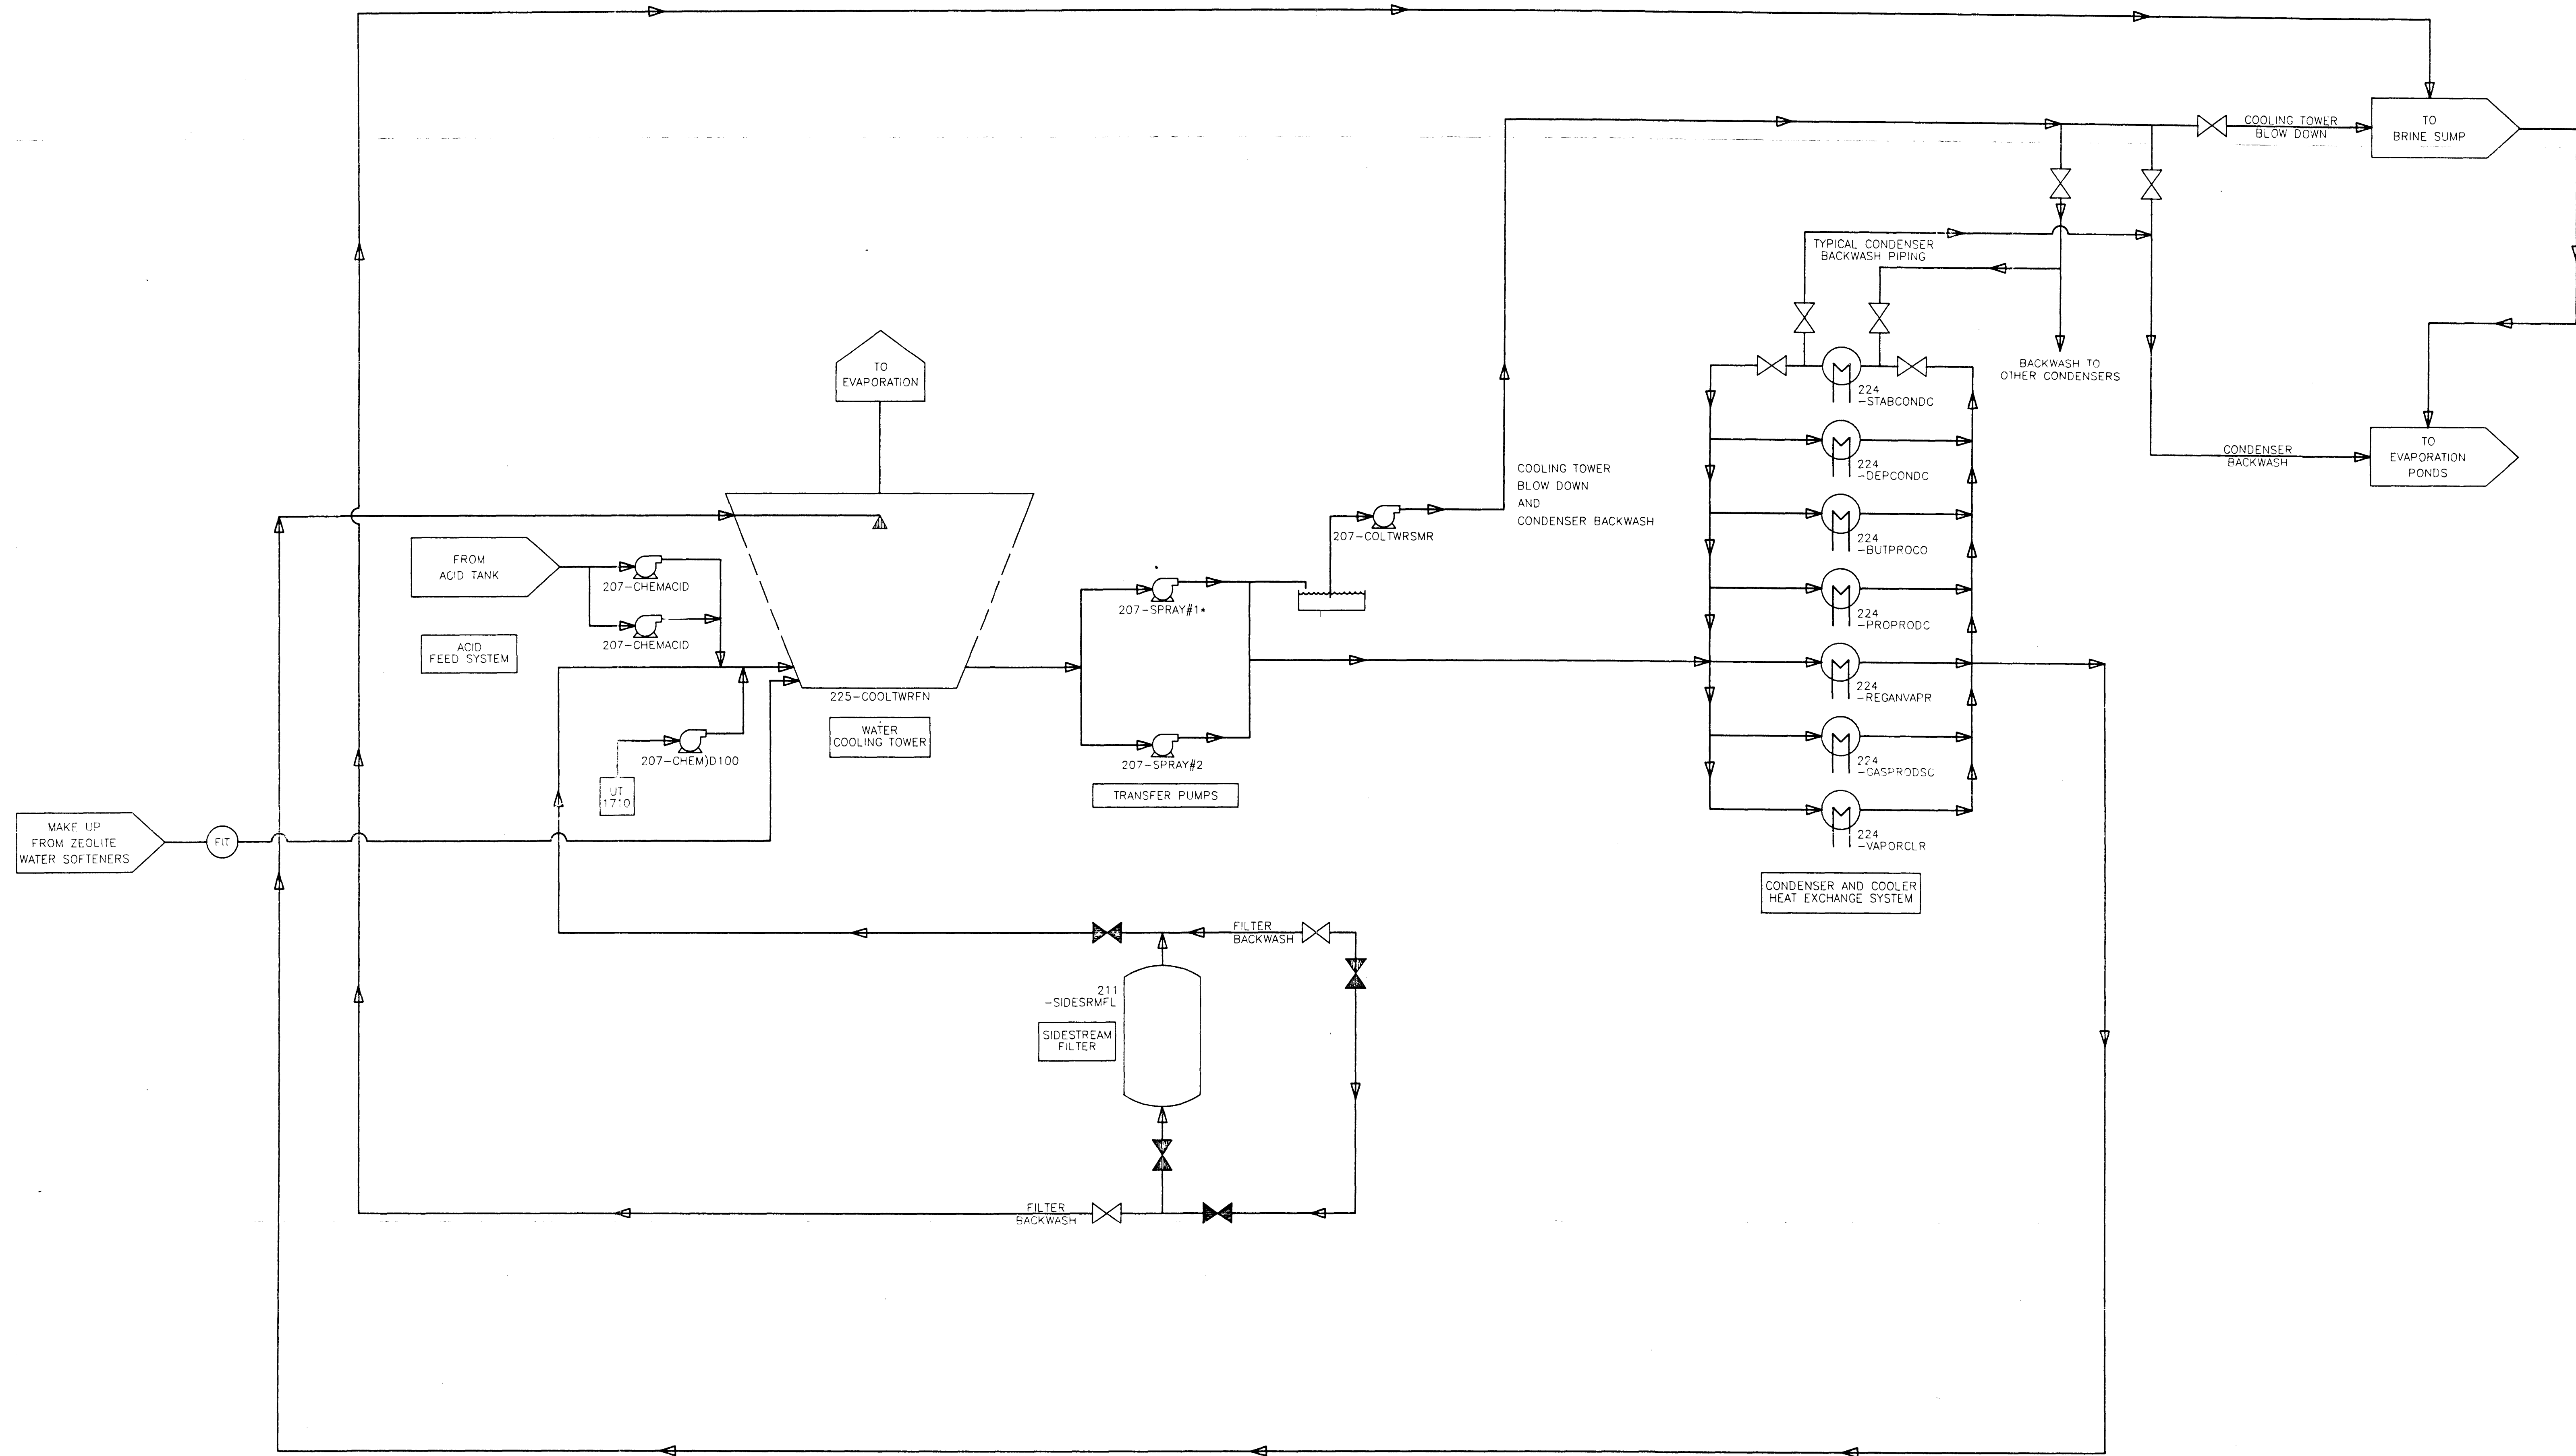 COOLING TOWER
BLOW DOWN
TO
BRINE SUMP
TYPICAL CONDENSER
BACKWASH PIPING
TO
EVAPORATION
BACKWASH TO
OTHER CONDENSERS
224
-STABCONDC
224
-DEPCONDC
CONDENSER
BACKWASH
TO
EVAPORATION
PONDS
COOLING TOWER
BLOW DOWN
AND
CONDENSER BACKWASH
207-COLTWRSMR
224
-BUTPROCO
FROM
ACID TANK
207-CHEMACID
207-CHEMACID
ACID
FEED SYSTEM
207-SPRAY#1*
224
-PROPRODC
225-COOLTWRFN
WATER
COOLING TOWER
224
-REGANVAPR
207-CHEM)D100
UT
1710
207-SPRAY#2
TRANSFER PUMPS
224
-GASPRODSC
MAKE UP
FROM ZEOLITE
WATER SOFTENERS
FIT
224
-VAPORCLR
CONDENSER AND COOLER
HEAT EXCHANGE SYSTEM
FILTER
BACKWASH
211
-SIDESRMFL
SIDESTREAM
FILTER
FILTER
BACKWASH